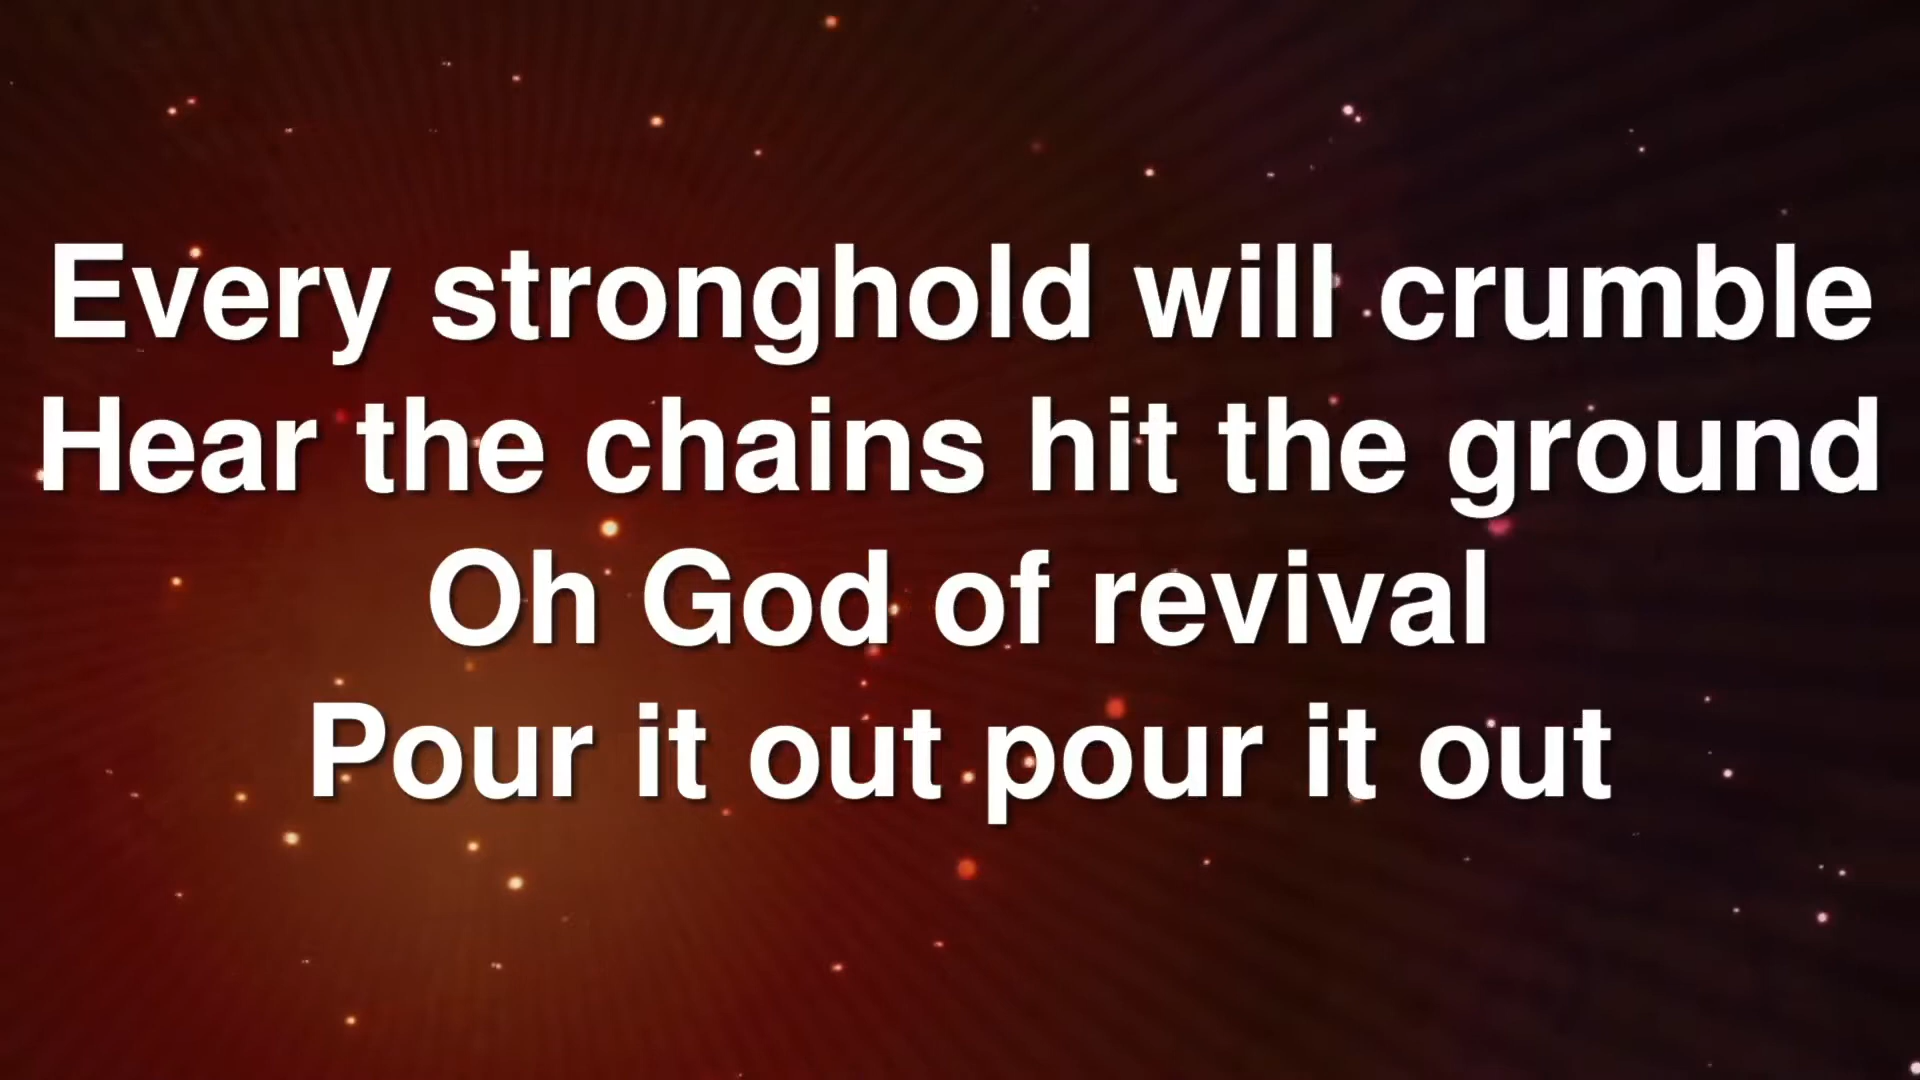 Every stronghold will crumble
Hear the chains hit the ground
Oh God of revival
Pour it out pour it out